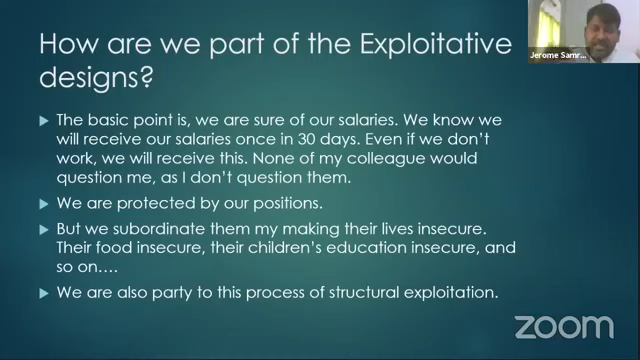 How are we part of the Exploitative
designs?
The basic point is, we are sure of our salaries. We know we
will receive our salaries once in 30 days. Even if we don't
work, we will receive this. None of my colleague would
question me, as I don't question them.
We are protected by our positions.
But we subordinate them my making their lives insecure.
Their food insecure, their children's education insecure, and
so on....
We are also party to this process of structural exploitation.
Jerome Samr...
zoom